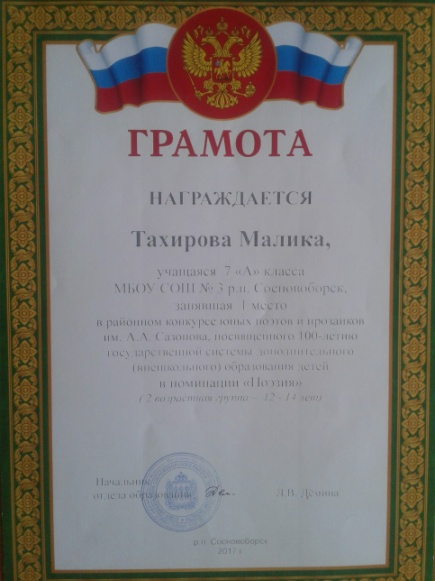 ГРАМОТА
НАГРАЖДАЕТСЯ
Тахирова Малика,
учащаяся 7 «А» класса
МБОУ СОШ № 3 р.п. Сосновоборск,
занявшая 1 место
в районном конкурсе юных поэтов и прозаиков
им. А.А. Сазонова, посвященного 100-летию
государственной системы дополнительного
(внешкольного) образования детей
в номинации «Поэзия»
( 2 возрастная группа – 12 - 14 лет)
Начальник
отдела образования Л.В. Дёмина
р.п. Сосновоборск
2017 г.